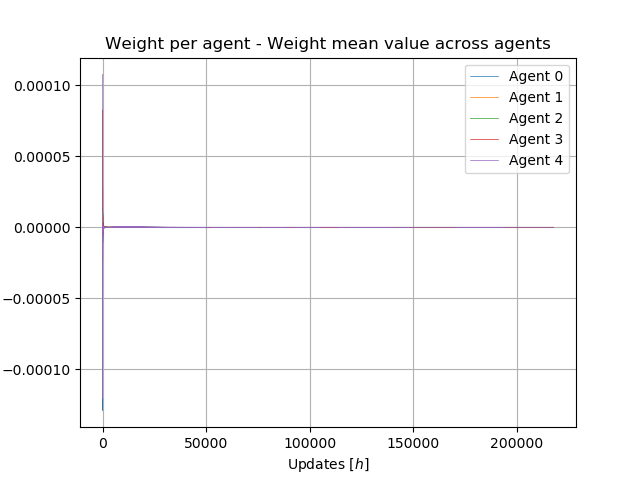 Weight per agent - Weight mean value across agents
Agent 0
Agent 1
Agent 2
Agent 3
Agent 4
0.00010
0.00005
0.00000
−0.00005
−0.00010
0 50000 100000 150000 200000
Updates [h]